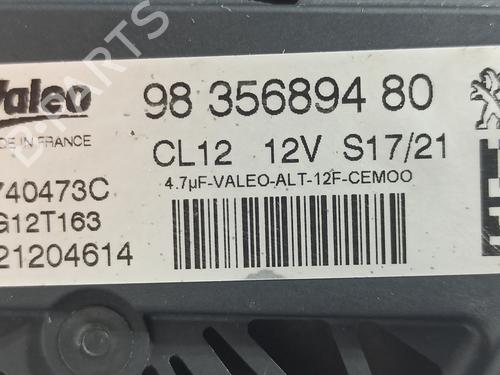 Valeo
98 356894 80
DE IN FRANCE
CL12 12V S17/21
740473C
4.7µF-VALEO-ALT-12F-CEMOO
G12T163
21204614